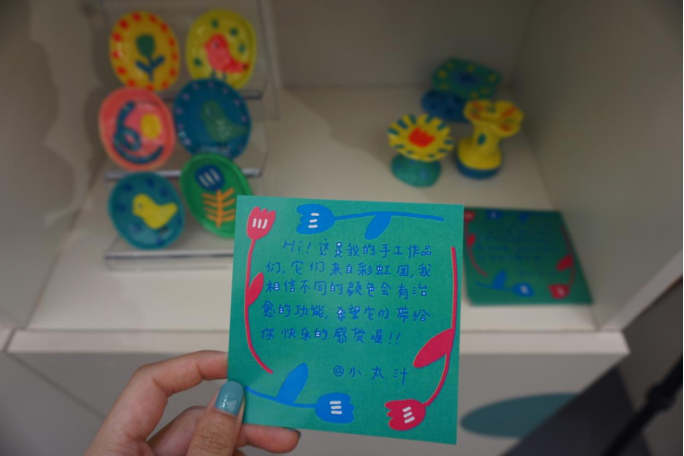 Hi! 这是我的手工作品
们,它们来自彩虹国,我
相信不同的颜色会有治
愈的功能,希望它们带给
你快乐的感觉喔!!
@小丸汁